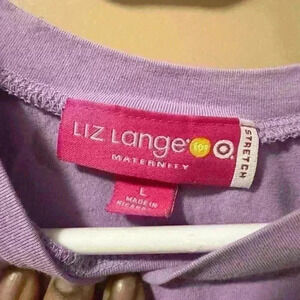 LIZ Lange® for
MATERNITY
STRETCH
L
MADE IN